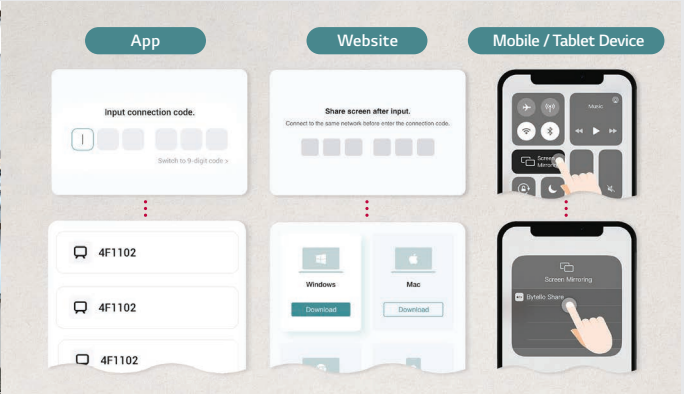 App
Input connection code.
Switch to 9-digit code >
4F1102
4F1102
4F1102
Website
Share screen after input.
Connect to the same network before enter the connection code.
Windows
Download
Mac
Download
Mobile / Tablet Device
Music
Screen
Mirroring
Screen Mirroring
Bytello Share